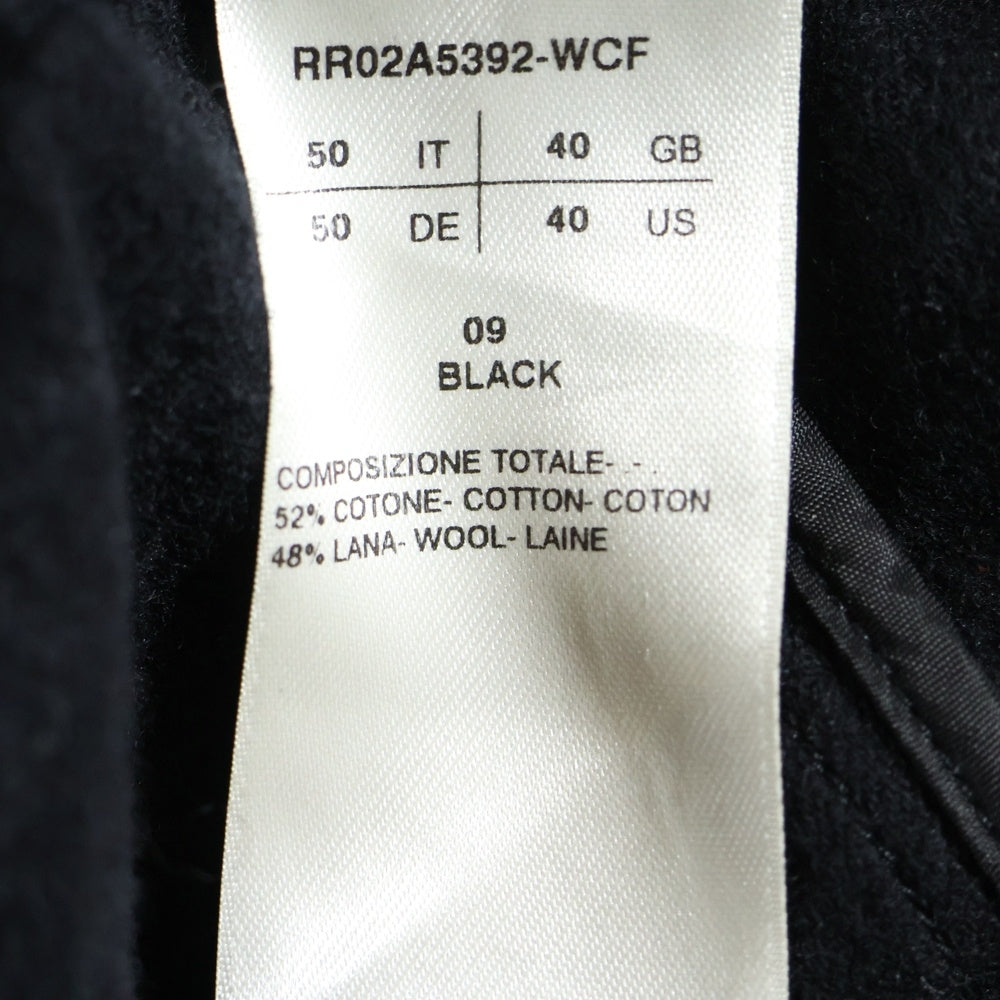 RR02A5392-WCF
50 IT 40 GB
50 DE 40 US
09
BLACK
COMPOSIZIONE TOTALE- - .
52% COTONE- COTTON- COTON
48% LANA- WOOL- LAINE